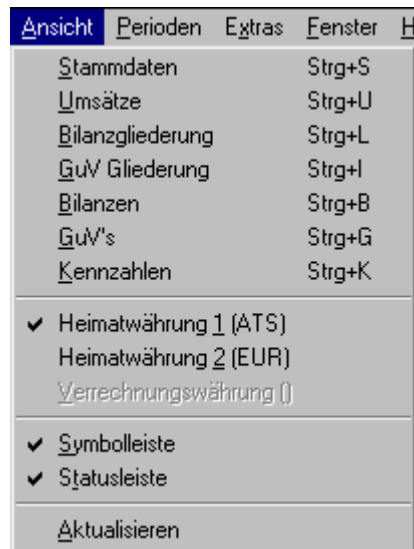 Ansicht Perioden Extras Fenster H
Stammdaten Strg+S
Umsätze Strg+U
Bilanzgliederung Strg+L
GuV Gliederung Strg+I
Bilanzen Strg+B
GuV's Strg+G
Kennzahlen Strg+K
Heimatwährung 1 (ATS)
Heimatwährung 2 (EUR)
Verrechnungswährung ()
Symbolleiste
Statusleiste
Aktualisieren